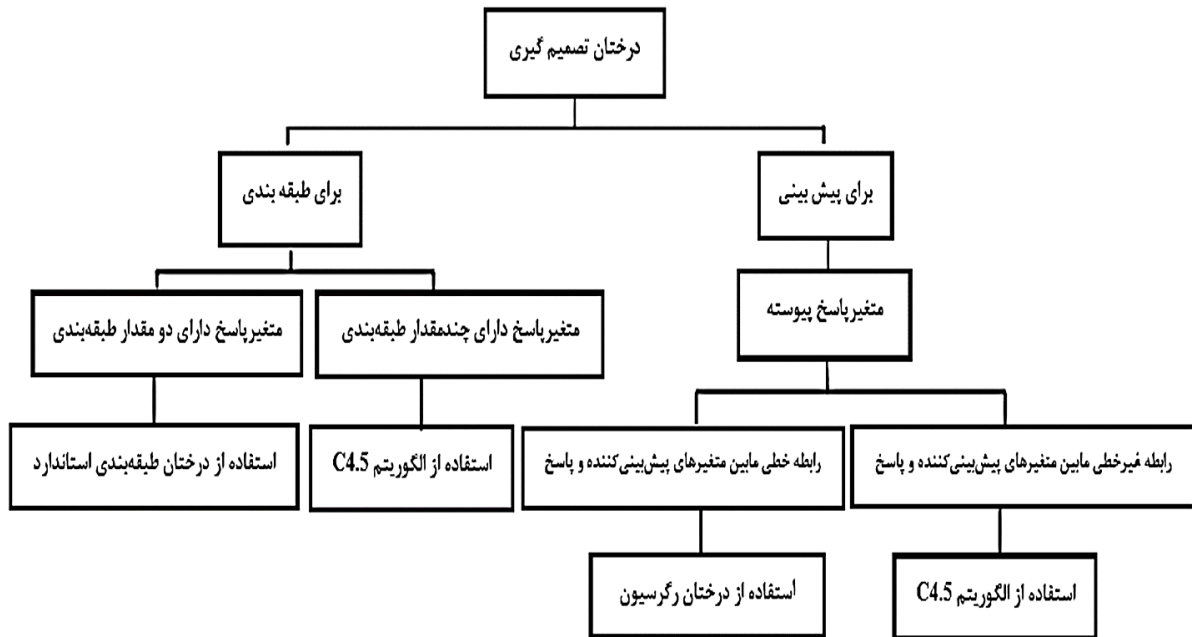 درختان تصمیم گیری
برای پیش بینی
برای طبقه بندی
متغیرپاسخ پیوسته
متغیرپاسخ دارای چندمقدار طبقه‌بندی
متغیرپاسخ دارای دو مقدار طبقه‌بندی
رابطه غیرخطی مابین متغیرهای پیش‌بینی‌کننده و پاسخ
رابطه خطی مابین متغیرهای پیش‌بینی‌کننده و پاسخ
استفاده از الگوریتم C4.5
استفاده از درختان طبقه‌بندی استاندارد
استفاده از الگوریتم C4.5
استفاده از درختان رگرسیون